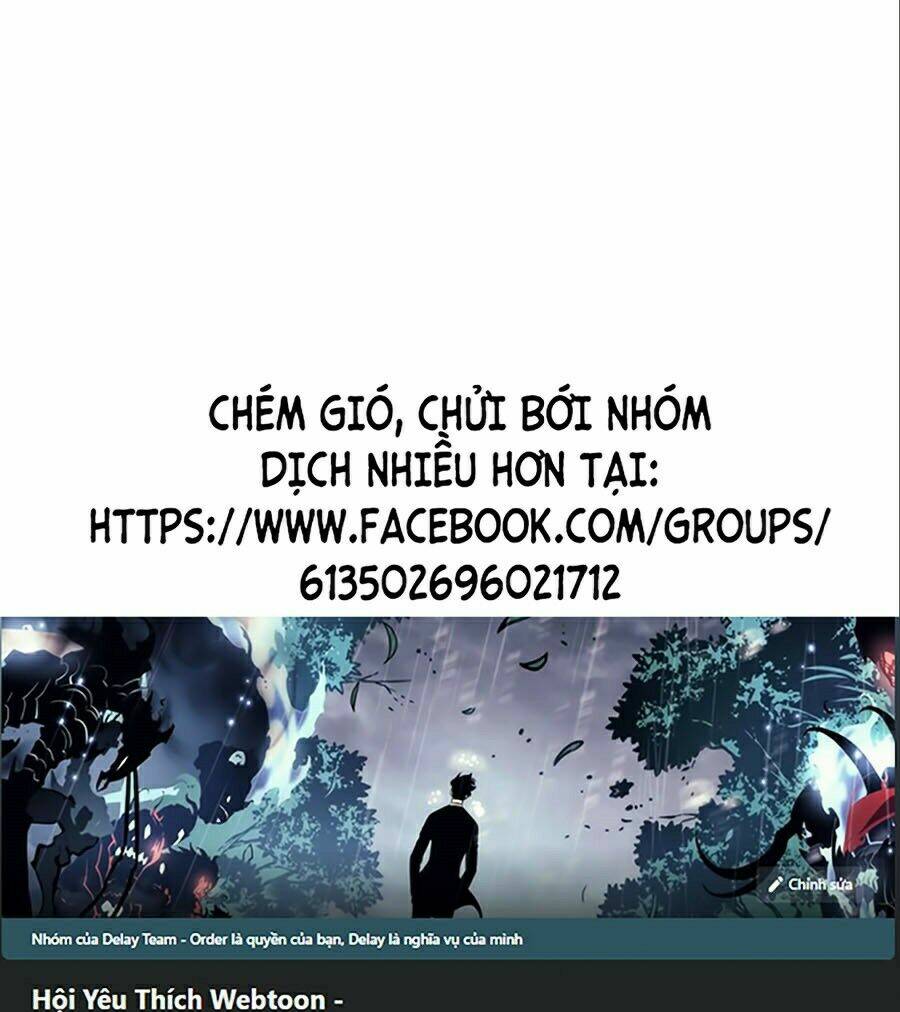 CHÉM GIÓ, CHỬI BỚI NHÓM
DỊCH NHIỀU HƠN TẠI:
HTTPS://WWW.FACEBOOK.COM/GROUPS/
613502696021712
Chỉnh sửa
Nhóm của Delay Team - Order là quyền của bạn, Delay là nghĩa vụ của mình
Hội Yêu Thích Webtoon -